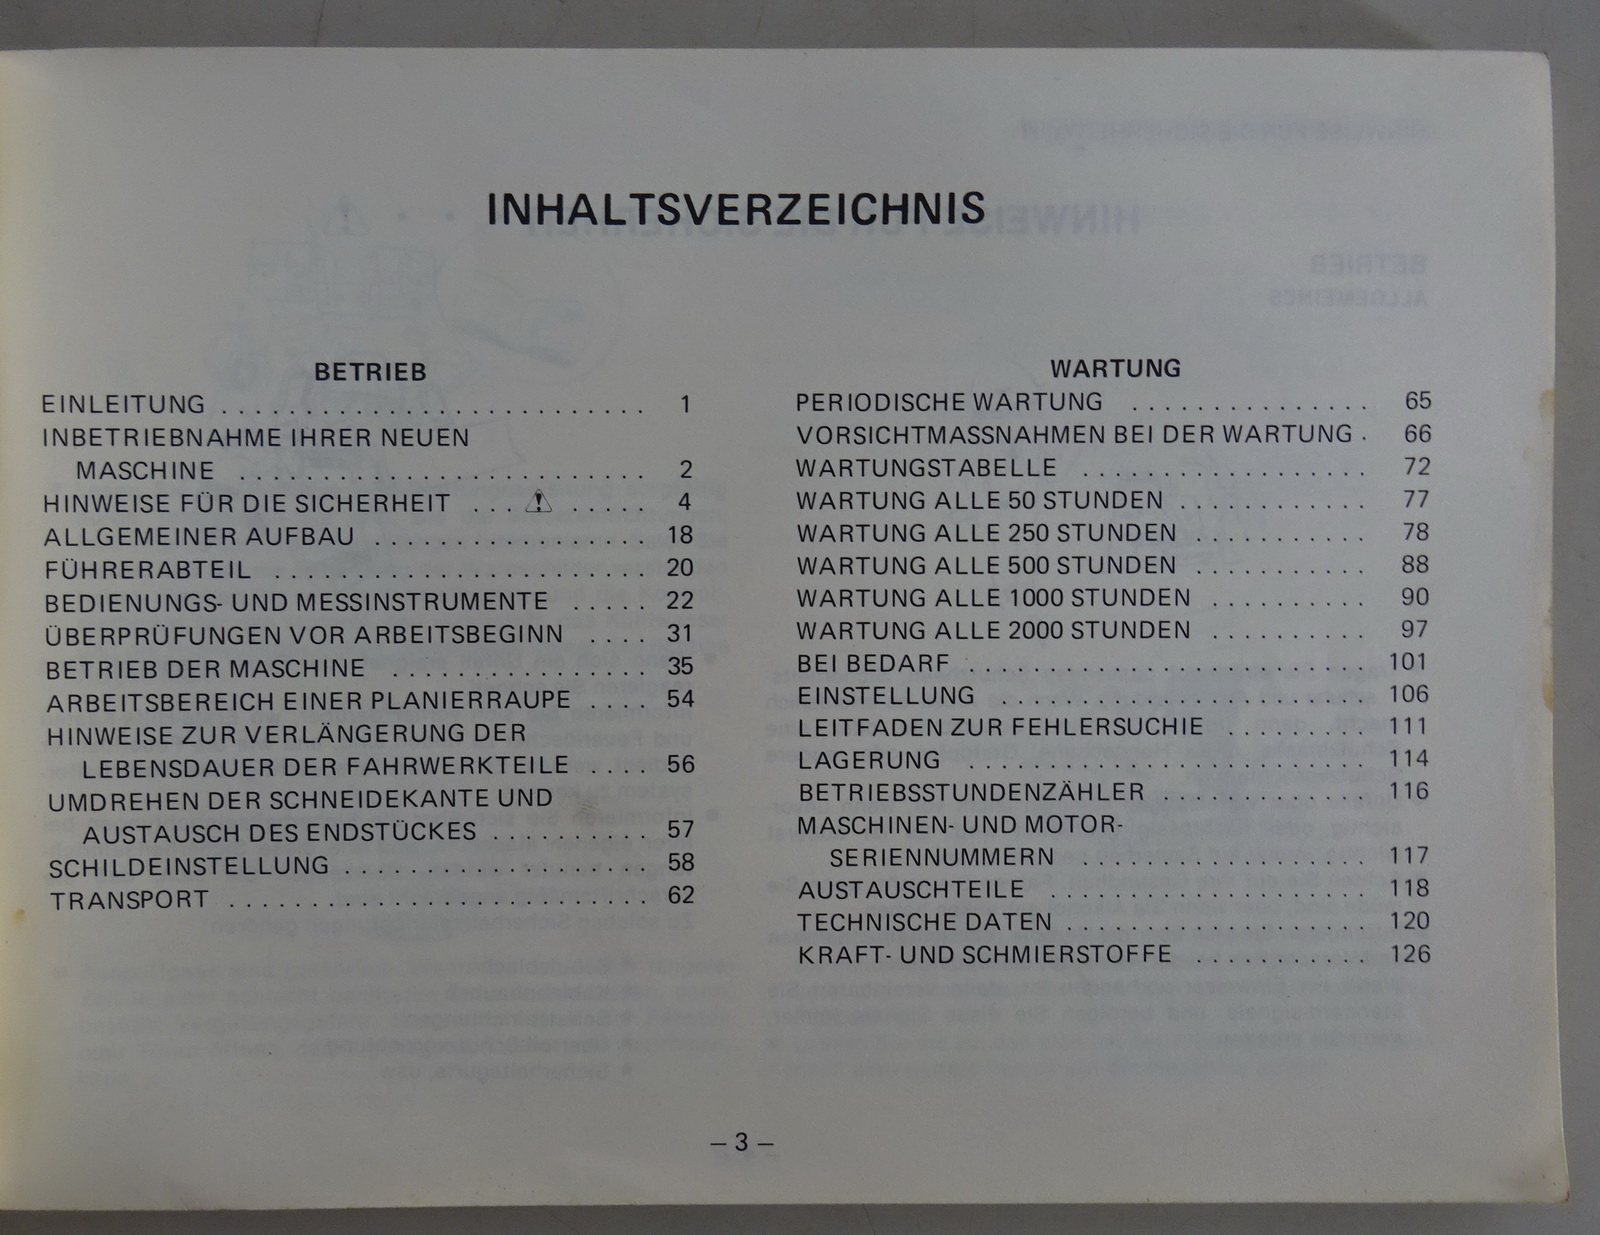 INHALTSVERZEICHNIS
BETRIEB
EINLEITUNG . . . . . . . . . . . . . . . . . . . . . . . . . . 1
INBETRIEBNAHME IHRER NEUEN
MASCHINE . . . . . . . . . . . . . . . . . . . . . . . . . 2
HINWEISE FÜR DIE SICHERHEIT . . . ⚠ . . . . . 4
ALLGEMEINER AUFBAU . . . . . . . . . . . . . . . . . 18
FÜHRERABTEIL . . . . . . . . . . . . . . . . . . . . . . . 20
BEDIENUNGS- UND MESSINSTRUMENTE . . . . . 22
ÜBERPRÜFUNGEN VOR ARBEITSBEGINN . . . . 31
BETRIEB DER MASCHINE . . . . . . . . . . . . . . . . 35
ARBEITSBEREICH EINER PLANIERRAUPE . . . . 54
HINWEISE ZUR VERLÄNGERUNG DER
LEBENSDAUER DER FAHRWERKTEILE . . . . 56
UMDREHEN DER SCHNEIDEKANTE UND
AUSTAUSCH DES ENDSTÜCKES . . . . . . . . . . 57
SCHILDEINSTELLUNG . . . . . . . . . . . . . . . . . . . 58
TRANSPORT . . . . . . . . . . . . . . . . . . . . . . . . . . 62
WARTUNG
PERIODISCHE WARTUNG . . . . . . . . . . . . . . . 65
VORSICHTMASSNAHMEN BEI DER WARTUNG . 66
WARTUNGSTABELLE . . . . . . . . . . . . . . . . . . 72
WARTUNG ALLE 50 STUNDEN . . . . . . . . . . . . 77
WARTUNG ALLE 250 STUNDEN . . . . . . . . . . . 78
WARTUNG ALLE 500 STUNDEN . . . . . . . . . . . 88
WARTUNG ALLE 1000 STUNDEN . . . . . . . . . . 90
WARTUNG ALLE 2000 STUNDEN . . . . . . . . . . 97
BEI BEDARF . . . . . . . . . . . . . . . . . . . . . . . . . 101
EINSTELLUNG . . . . . . . . . . . . . . . . . . . . . . . 106
LEITFADEN ZUR FEHLERSUCHIE . . . . . . . . . 111
LAGERUNG . . . . . . . . . . . . . . . . . . . . . . . . . 114
BETRIEBSSTUNDENZÄHLER . . . . . . . . . . . . . 116
MASCHINEN- UND MOTOR-
SERIENNUMMERN . . . . . . . . . . . . . . . . . . 117
AUSTAUSCHTEILE . . . . . . . . . . . . . . . . . . . . 118
TECHNISCHE DATEN . . . . . . . . . . . . . . . . . . . 120
KRAFT- UND SCHMIERSTOFFE . . . . . . . . . . . 126
– 3 –